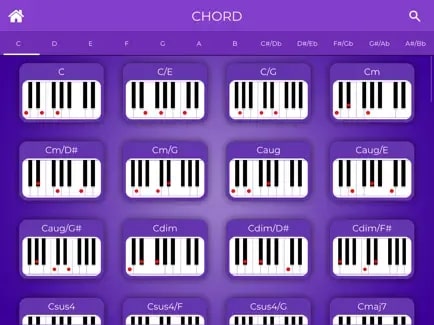 CHORD
C D E F G A B C#/Db D#/Eb F#/Gb G#/Ab A#/Bb
C C/E C/G Cm
Cm/D# Cm/G Caug Caug/E
Caug/G# Cdim Cdim/D# Cdim/F#
Csus4 Csus4/F Csus4/G Cmaj7